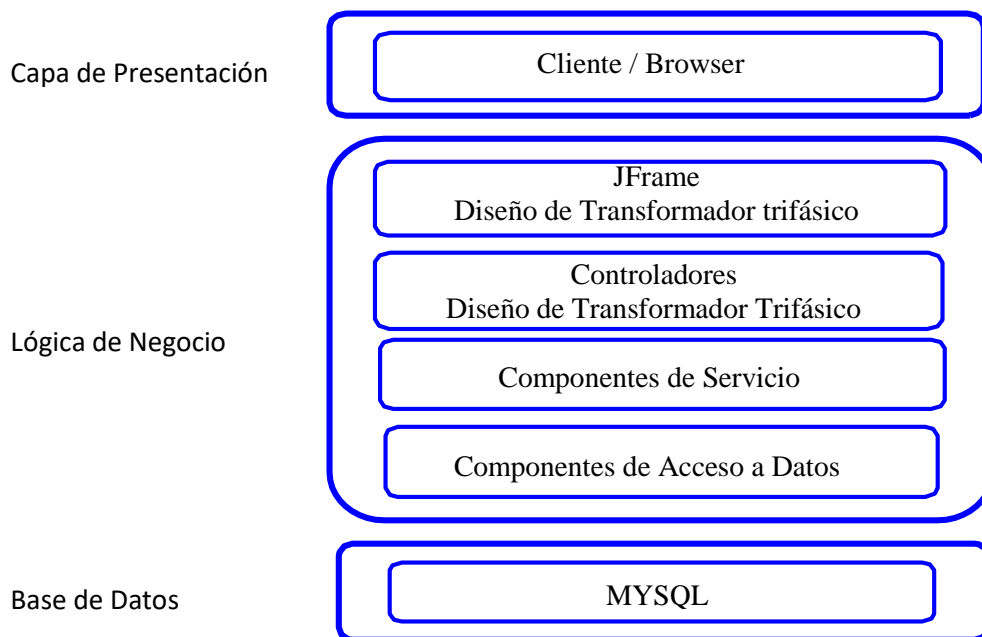 Capa de Presentación
Cliente / Browser
Lógica de Negocio
JFrame
Diseño de Transformador trifásico
Controladores
Diseño de Transformador Trifásico
Componentes de Servicio
Componentes de Acceso a Datos
Base de Datos
MYSQL